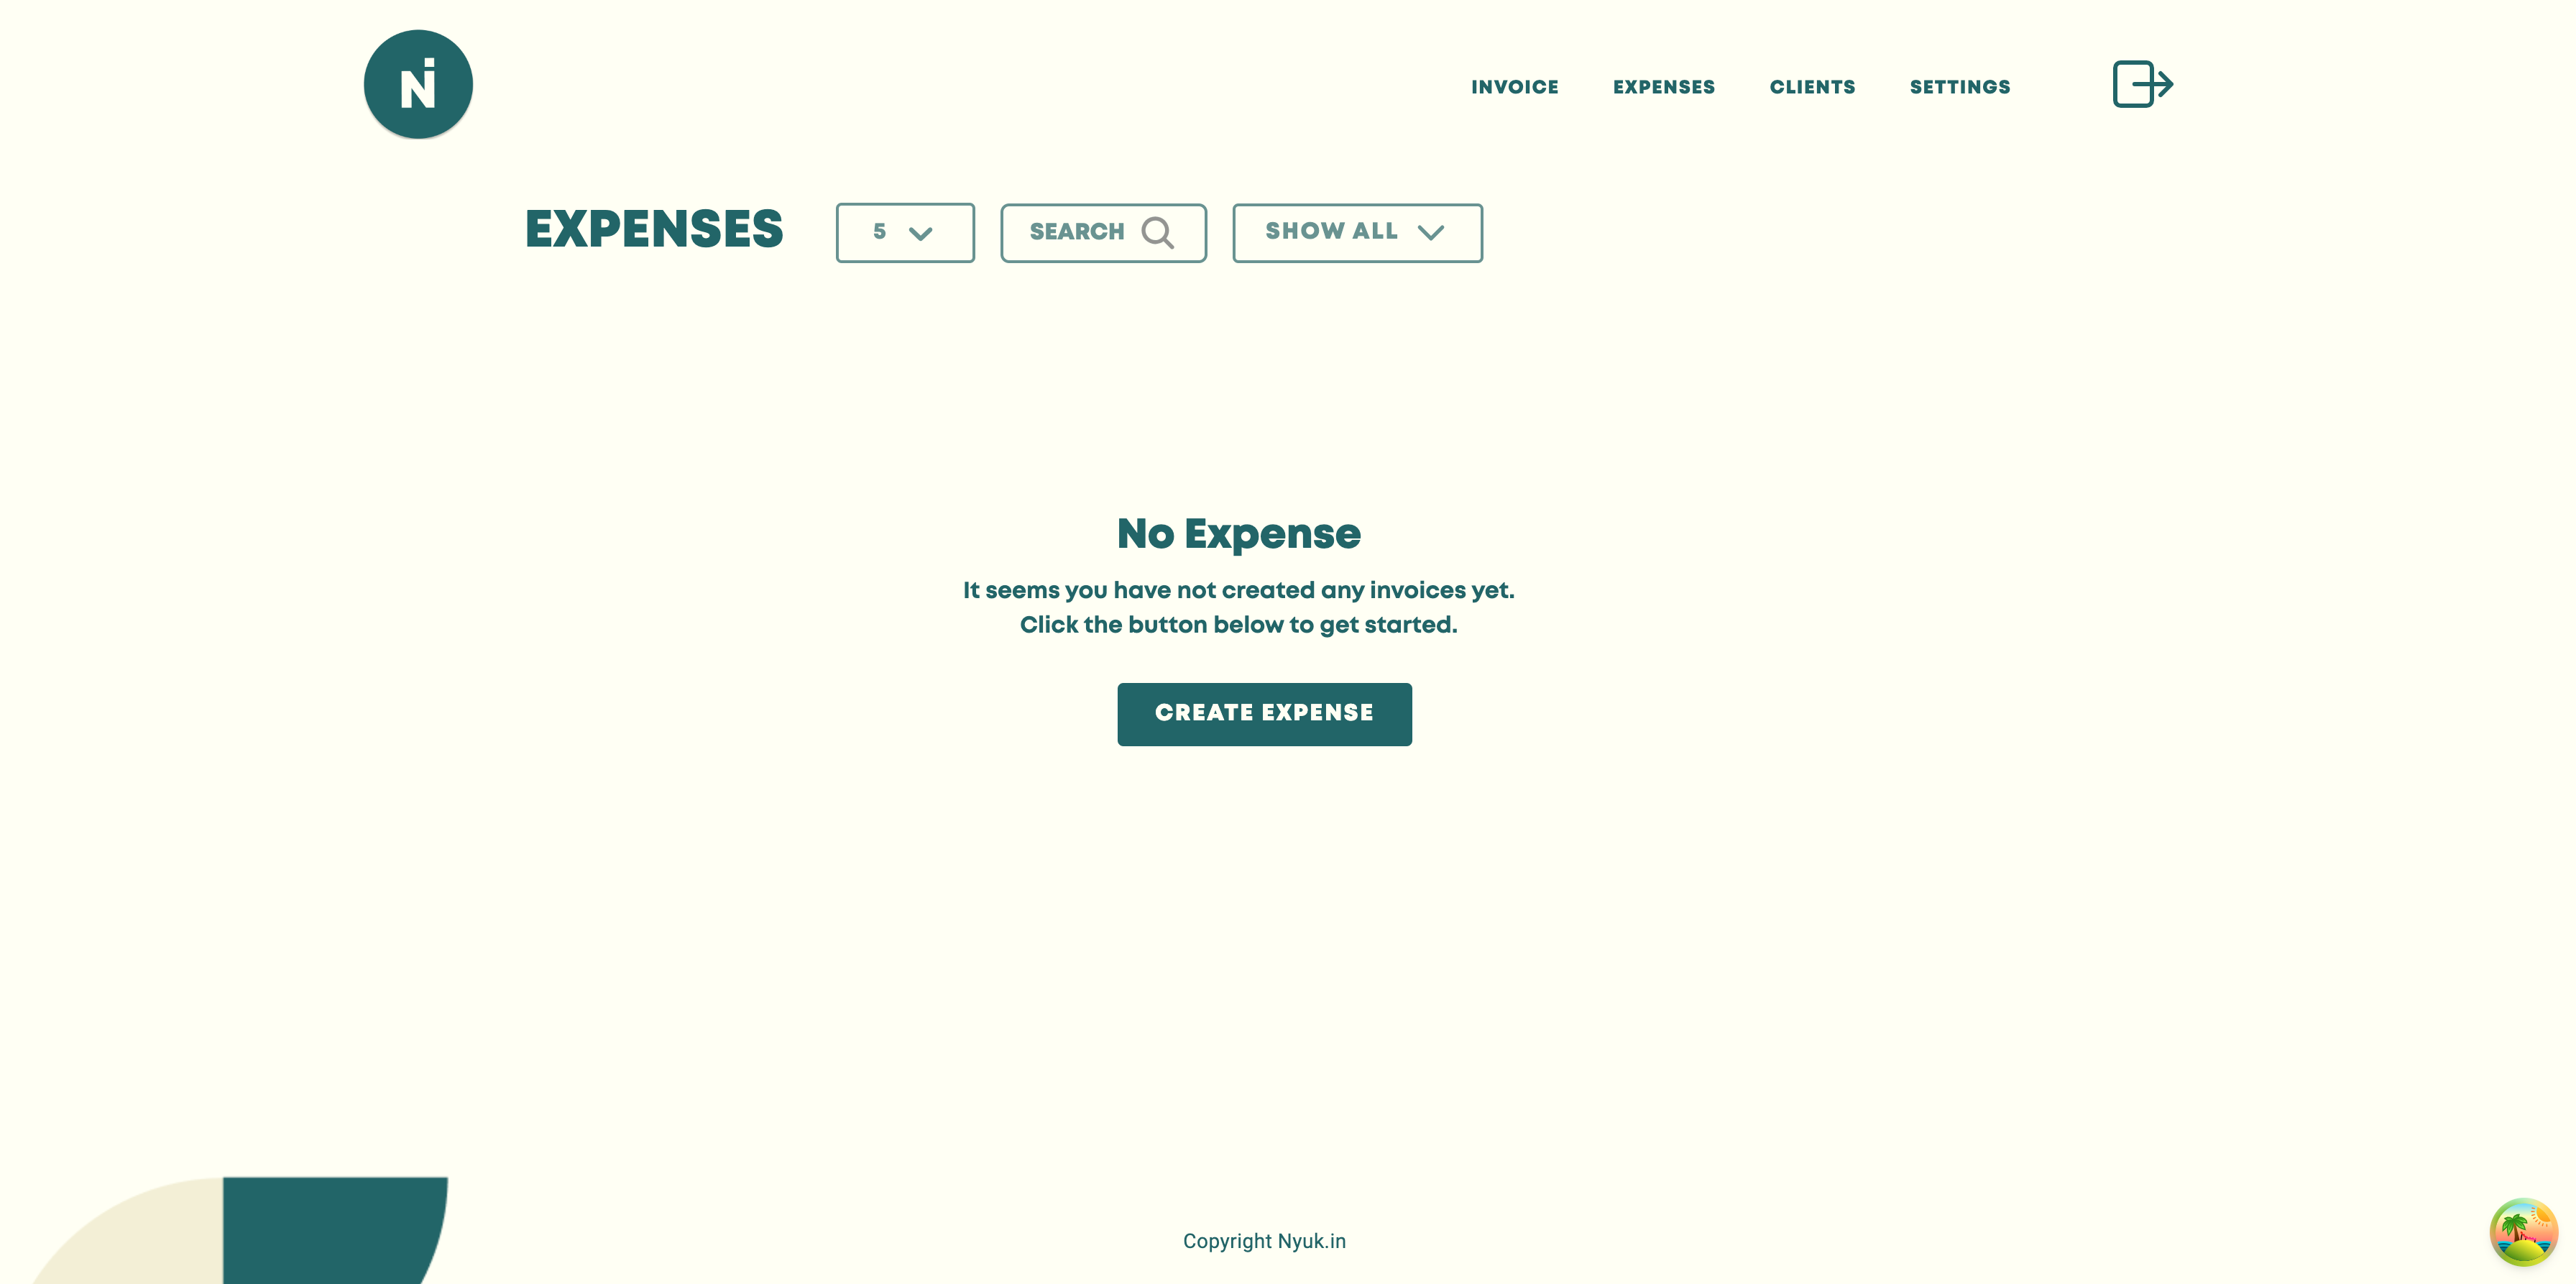 Ni
INVOICE EXPENSES CLIENTS SETTINGS
EXPENSES 5 SEARCH SHOW ALL
No Expense
It seems you have not created any invoices yet.
Click the button below to get started.
CREATE EXPENSE
Copyright Nyuk.in